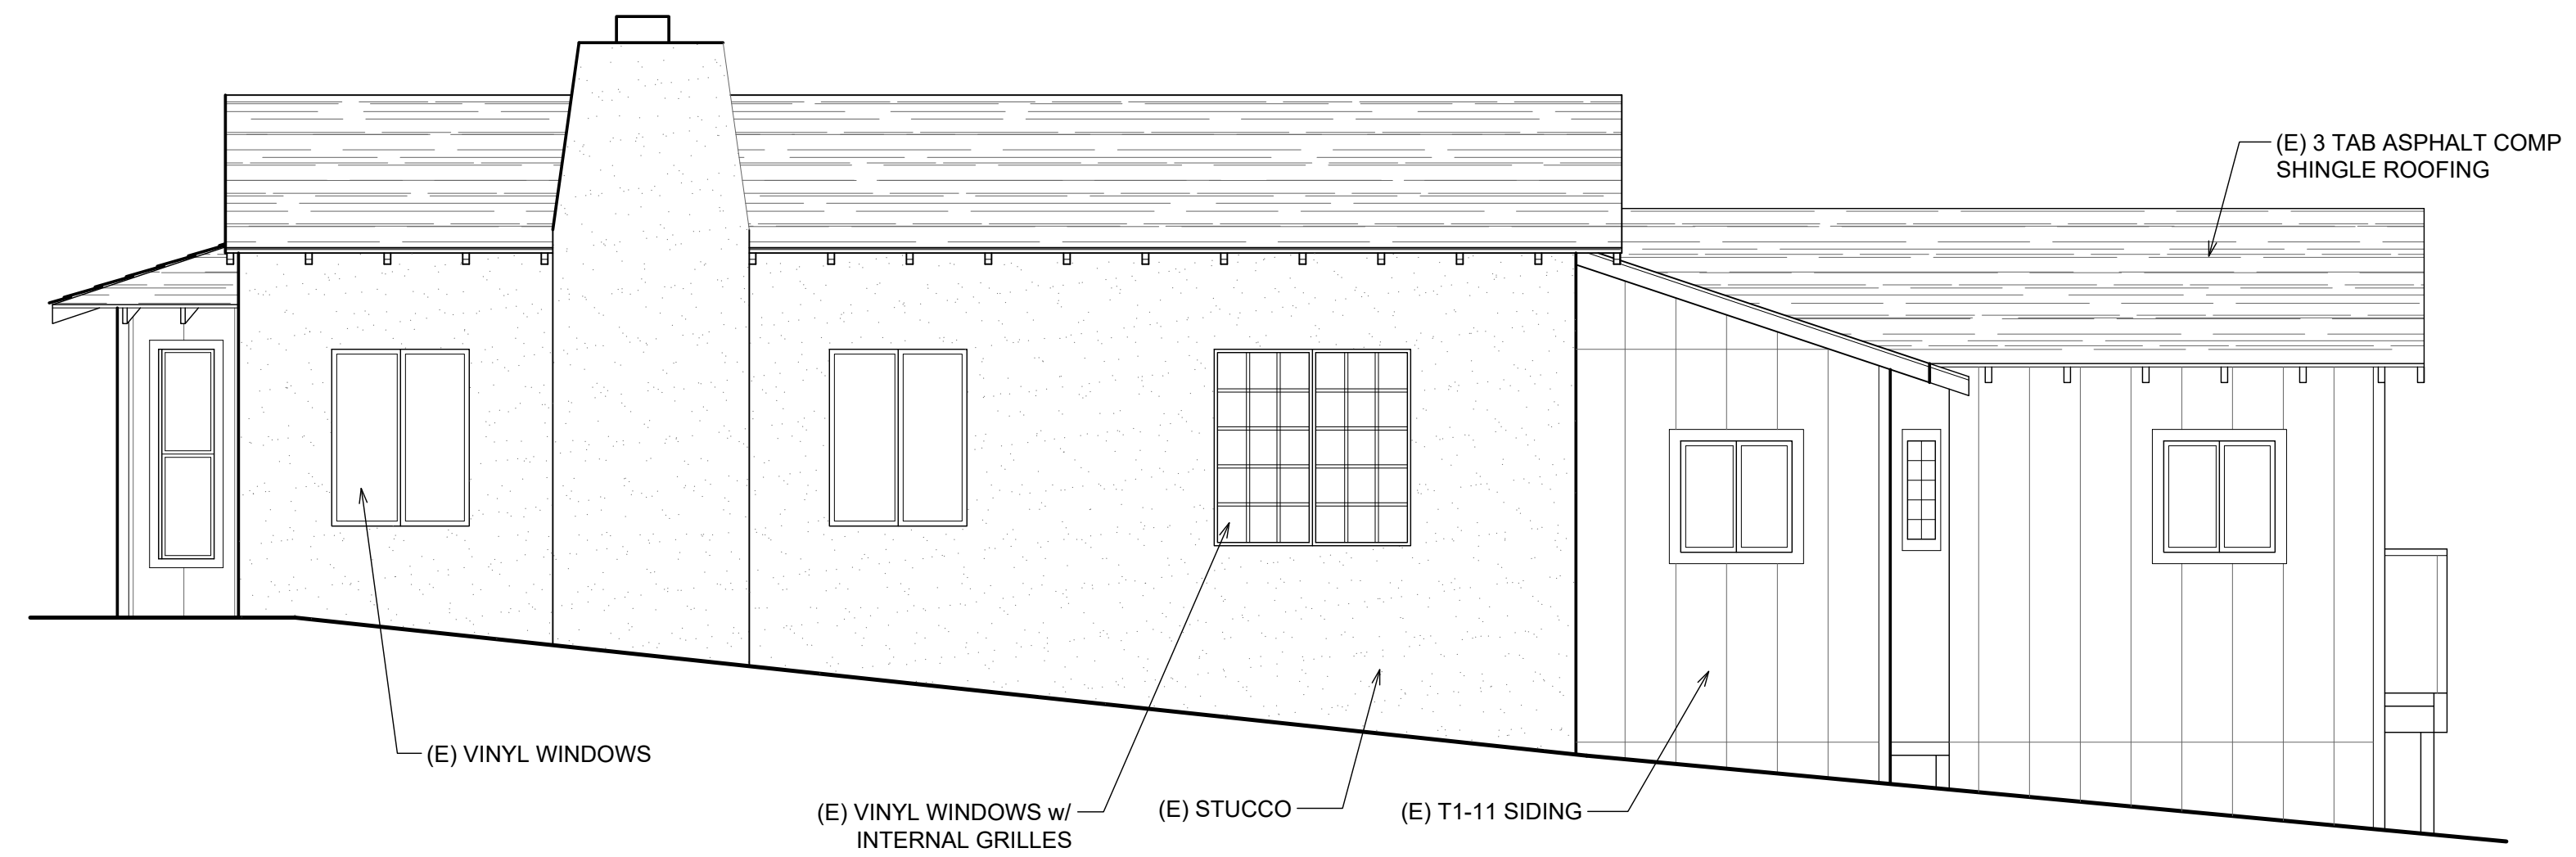 (E) 3 TAB ASPHALT COMP
SHINGLE ROOFING
(E) VINYL WINDOWS
(E) VINYL WINDOWS w/
INTERNAL GRILLES
(E) STUCCO
(E) T1-11 SIDING